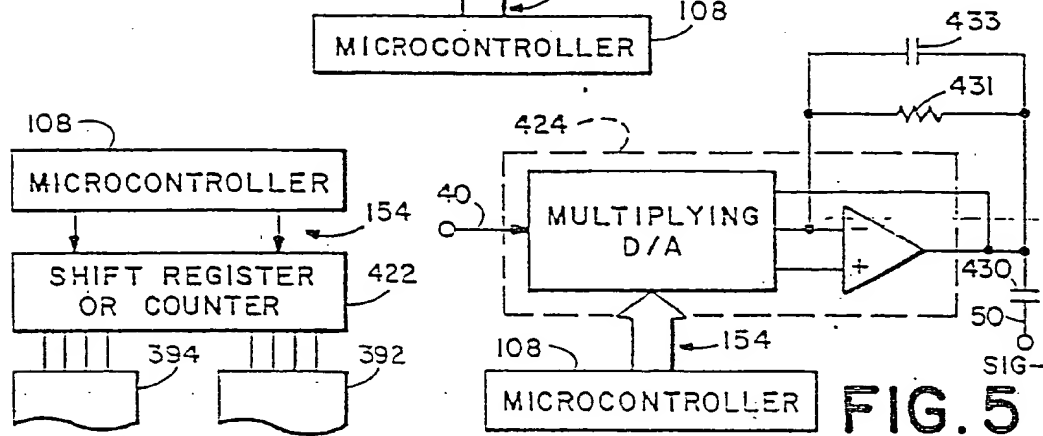 108
MICROCONTROLLER
433
431
424
108
MICROCONTROLLER
40
MULTIPLYING
D/A
−
+
154
SHIFT REGISTER
OR COUNTER
422
430
50
SIG-
394
392
108
154
MICROCONTROLLER
FIG. 5